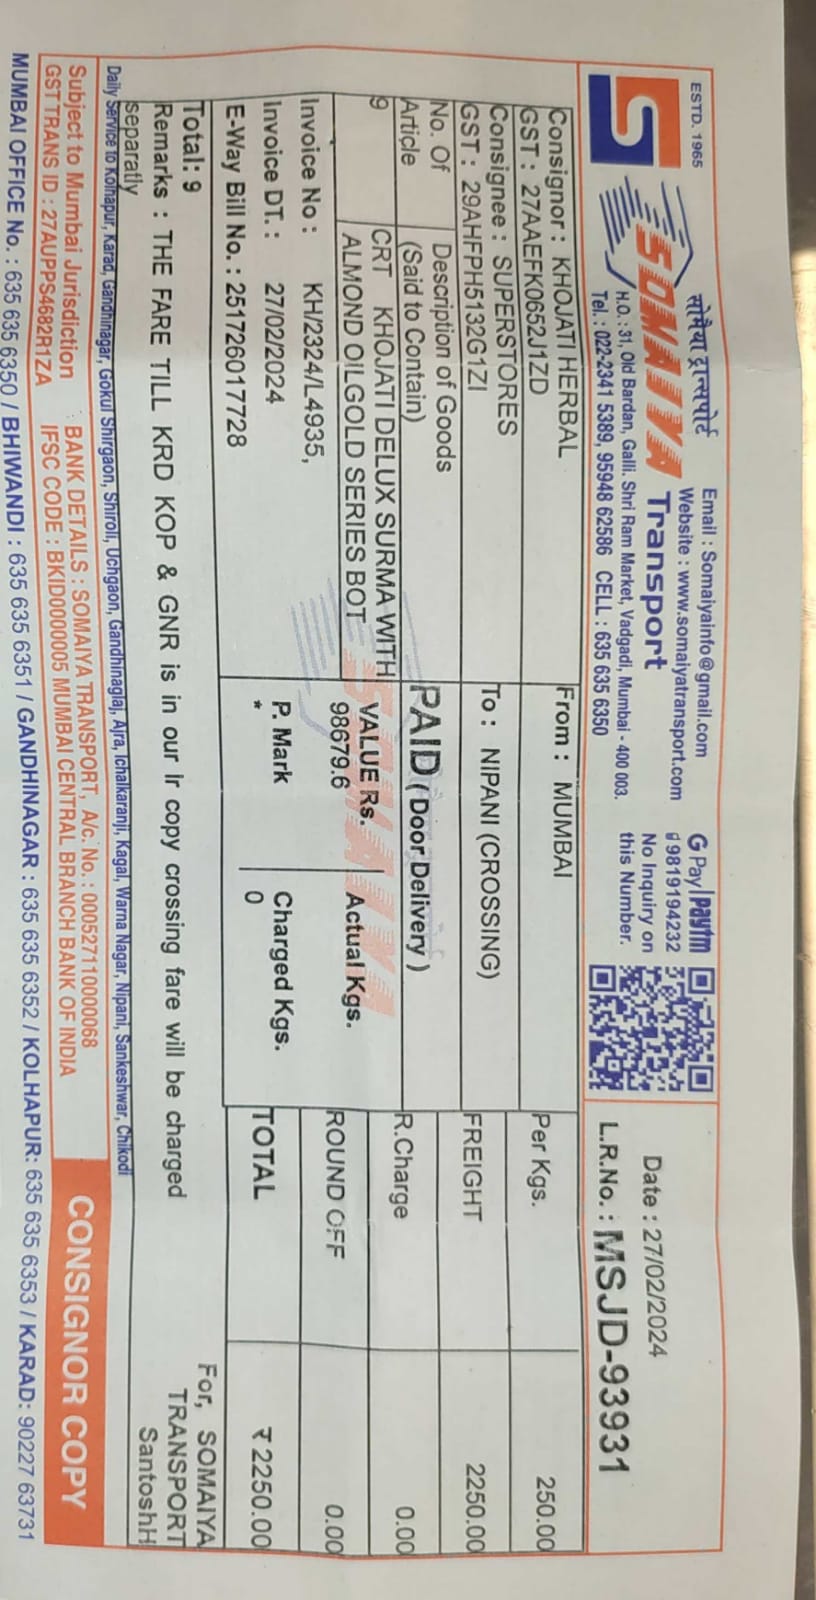 ESTD. 1965
सोमैया ट्रान्सपोर्ट
SOMAIYA
Transport
Email : Somaiyainfo@gmail.com
Website : www.somaiyatransport.com
H.O. : 31, Old Bardan, Galli. Shri Ram Market, Vadgadi, Mumbai - 400 003.
Tel. : 022-2341 5389, 95948 62586 CELL : 635 635 6350
G Pay paytm
9819194232
No Inquiry on
this Number.
Date : 27/02/2024
L.R.No. : MSJD-93931
Consignor : KHOJATI HERBAL
GST : 27AAEFK0652J1ZD
From : MUMBAI
Per Kgs. 250.00
Consignee : SUPERSTORES
GST : 29AHFPH5132G1ZI
To : NIPANI (CROSSING)
FREIGHT 2250.00
No. Of
Article
Description of Goods
(Said to Contain)
PAID ( Door Delivery )
R.Charge 0.00
9
CRT KHOJATI DELUX SURMA WITH
ALMOND OILGOLD SERIES BOT
VALUE Rs.
98679.6
Actual Kgs.
ROUND OFF 0.00
Invoice No : KH/2324/L4935,
Invoice DT. : 27/02/2024
E-Way Bill No. : 251726017728
P. Mark
*
Charged Kgs.
0
TOTAL ₹ 2250.00
Total: 9
Remarks : THE FARE TILL KRD KOP & GNR is in our lr copy crossing fare will be charged
separatly
For, SOMAIYA
TRANSPORT
SantoshH
Daily Service to Kolhapur, Karad, Gandhinagar, Gokul Shirgaon, Shiroli, Uchgaon, Gandhinaglaj, Ajra, Ichalkaranji, Kagal, Warna Nagar, Nipani, Sankeshwar, Chikodi
Subject to Mumbai Jurisdiction
GST TRANS ID : 27AUPPS4682R1ZA
BANK DETAILS : SOMAIYA TRANSPORT, A/c. No. : 000527110000068
IFSC CODE : BKID0000005 MUMBAI CENTRAL BRANCH BANK OF INDIA
CONSIGNOR COPY
MUMBAI OFFICE No. : 635 635 6350 / BHIWANDI : 635 635 6351 / GANDHINAGAR : 635 635 6352 / KOLHAPUR: 635 635 6353 / KARAD: 90227 63731